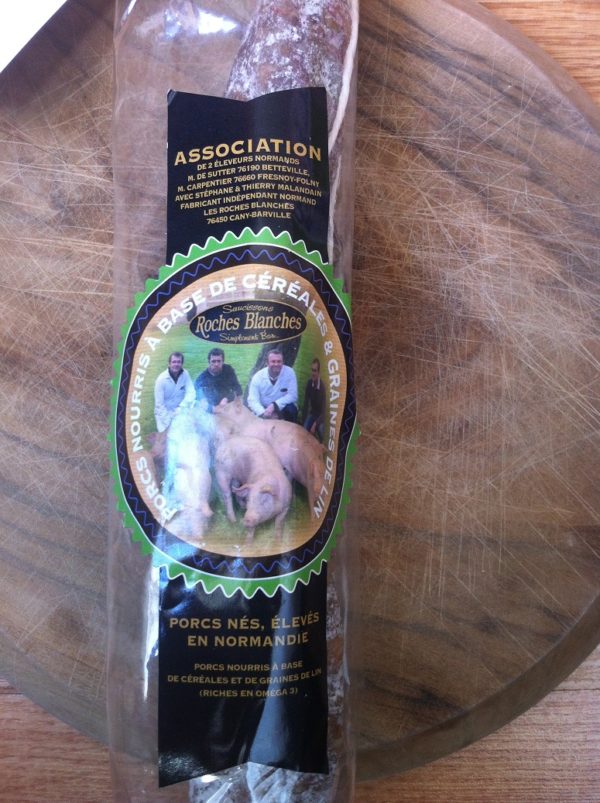 ASSOCIATION
DE 2 ÉLEVEURS NORMANDS
M. DE SUTTER 76190 BETTEVILLE,
M. CARPENTIER 76660 FRESNOY-FOLNY
AVEC STÉPHANE & THIERRY MALANDAIN
FABRICANT INDÉPENDANT NORMAND
LES ROCHES BLANCHES
76450 CANY-BARVILLE
PORCS NOURRIS À BASE DE CÉRÉALES & GRAINES DE LIN
Saucissons
Roches Blanches
Simplement Bon...
PORCS NÉS, ÉLEVÉS
EN NORMANDIE
PORCS NOURRIS À BASE
DE CÉRÉALES ET DE GRAINES DE LIN
(RICHES EN OMÉGA 3)